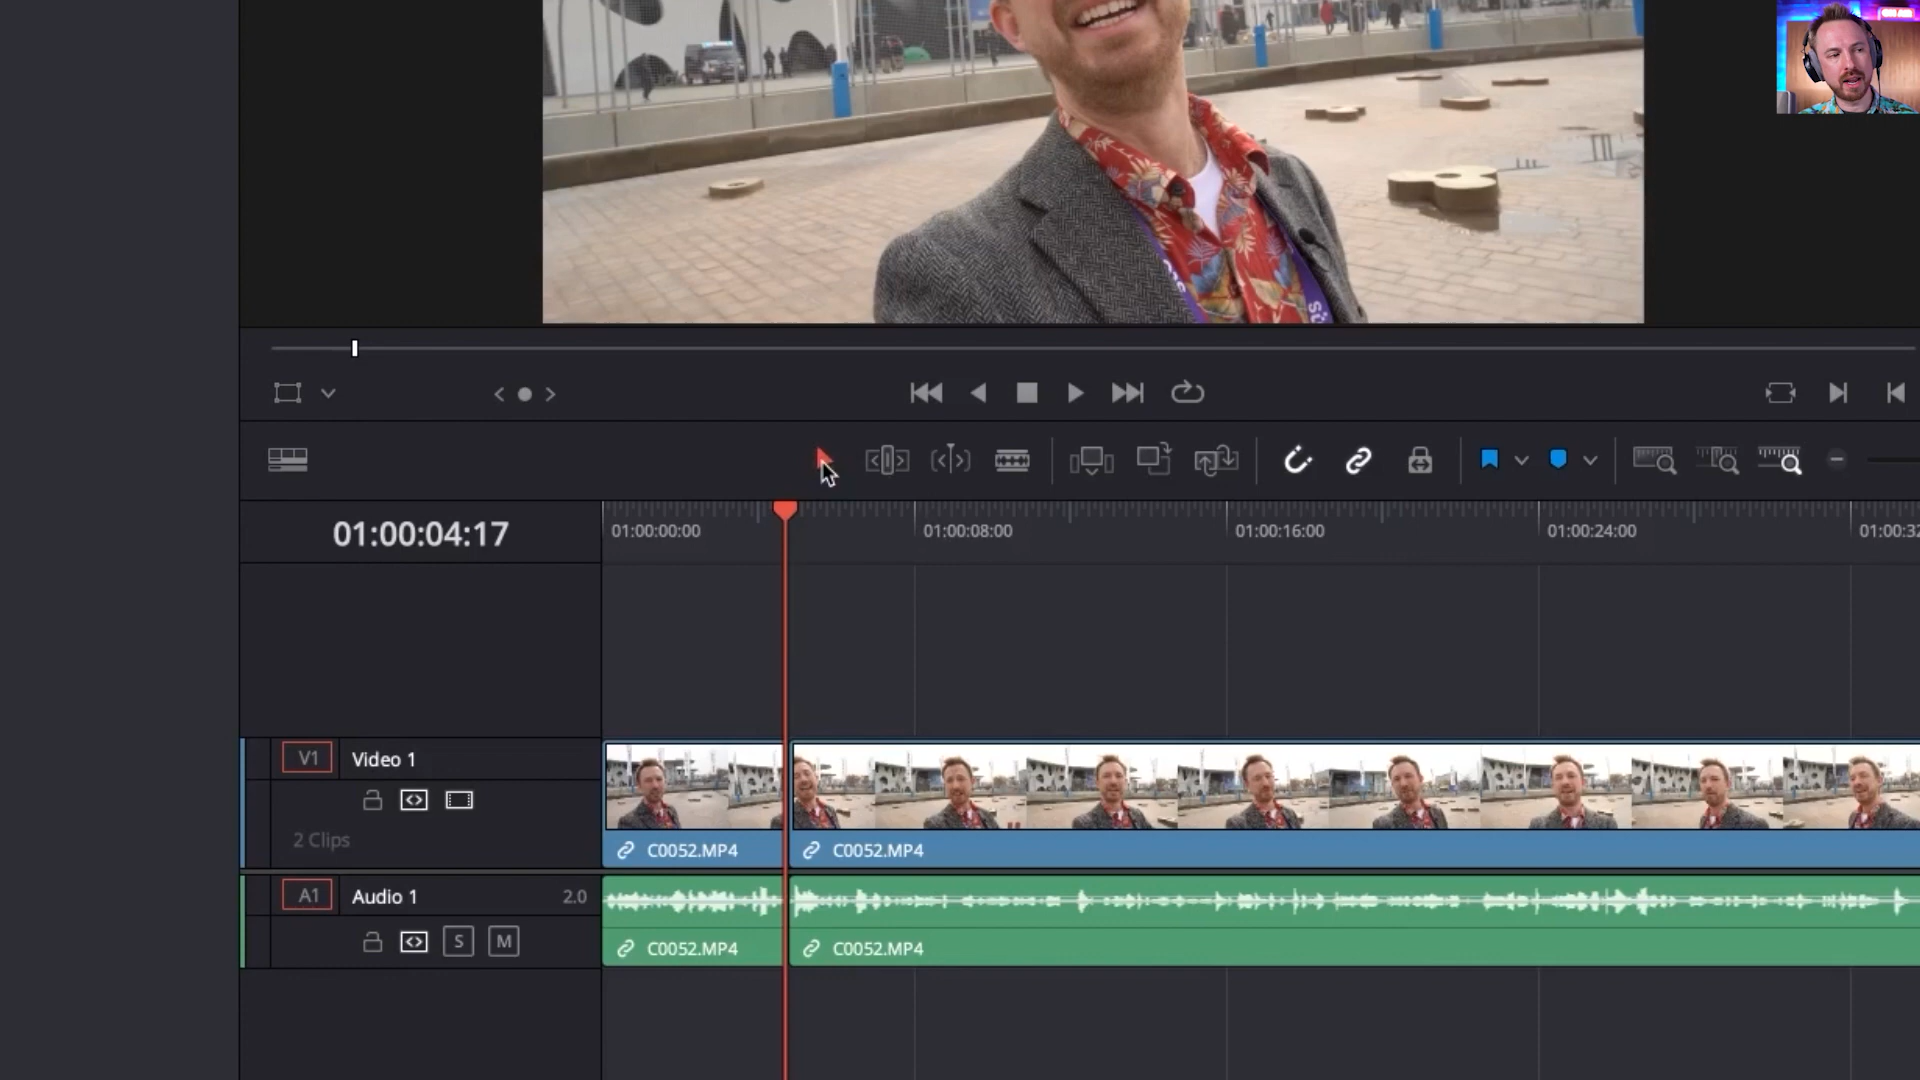 01:00:04:17
01:00:00:00
01:00:08:00
01:00:16:00
01:00:24:00
01:00:32
V1 Video 1
2 Clips
C0052.MP4
C0052.MP4
A1 Audio 1 2.0
S M
C0052.MP4
C0052.MP4